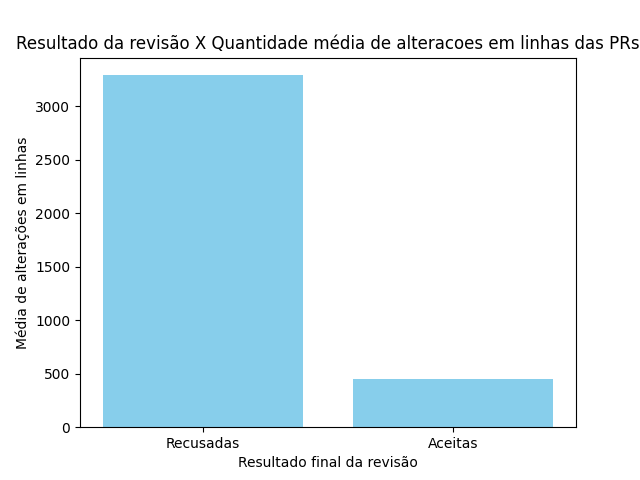 Resultado da revisão X Quantidade média de alteracoes em linhas das PRs
Média de alterações em linhas
3000
2500
2000
1500
1000
500
0
Recusadas
Aceitas
Resultado final da revisão